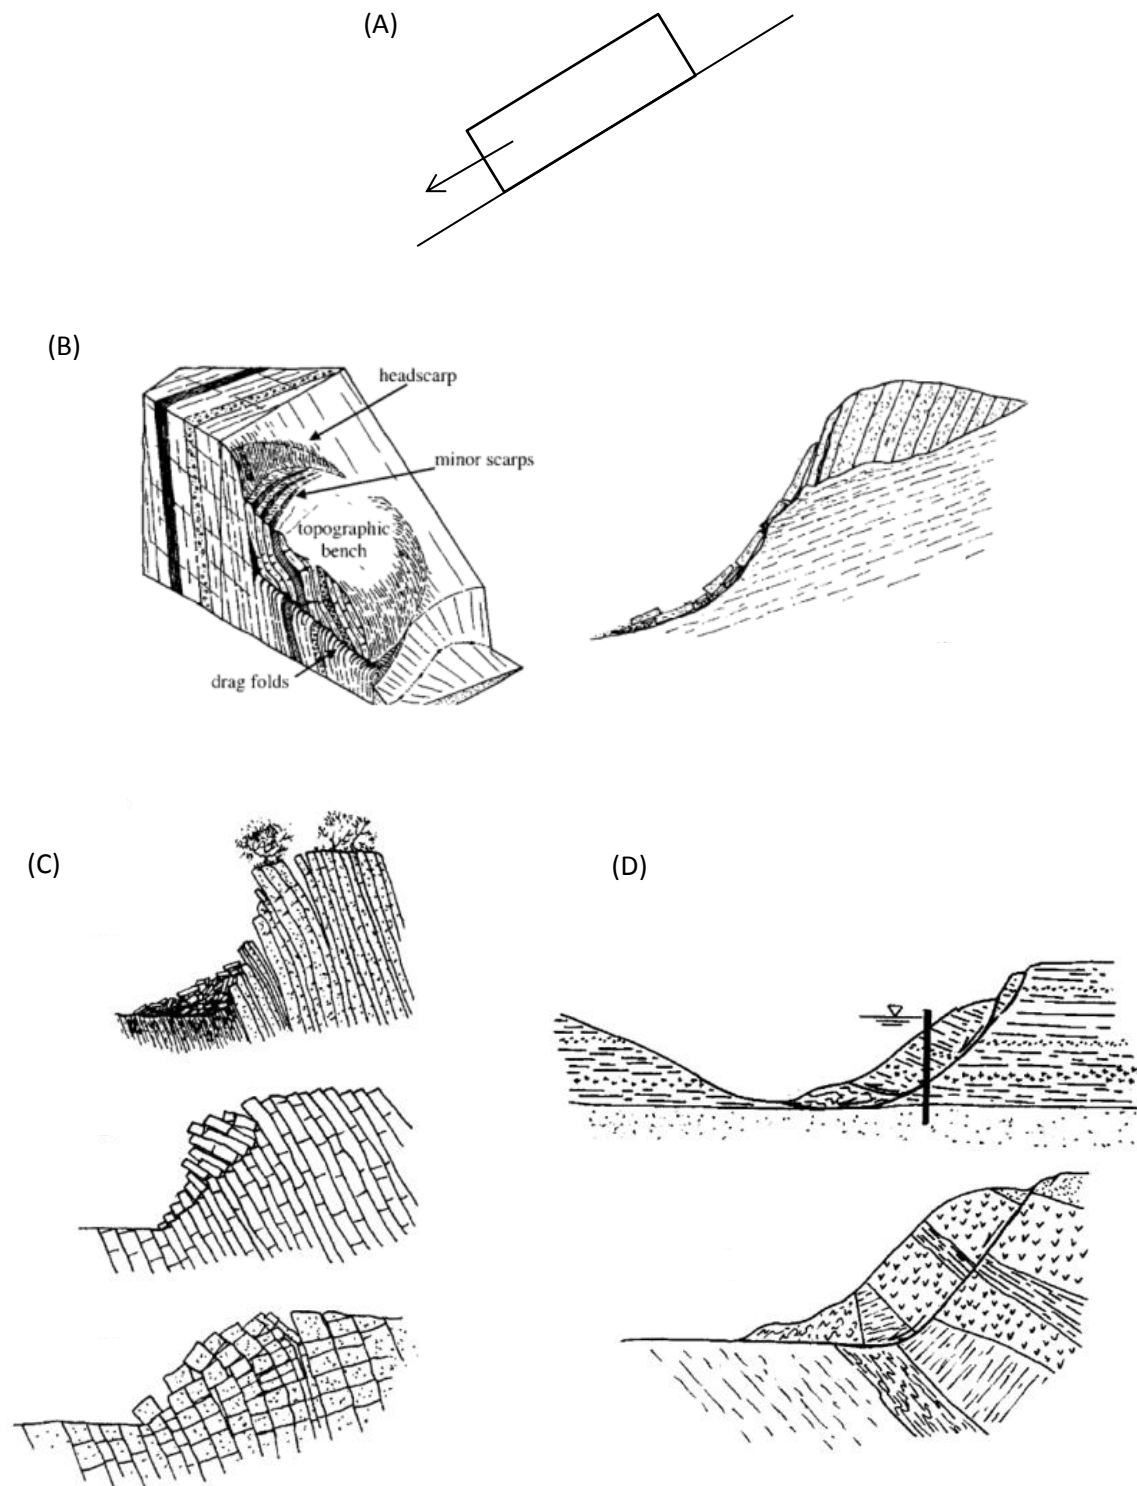 (A)
(B)
headscarp
minor scarps
topographic
bench
drag folds
(C)
(D)